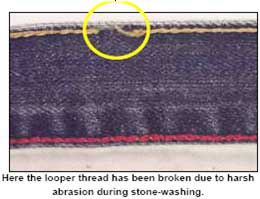 Here the looper thread has been broken due to harsh
abrasion during stone-washing.